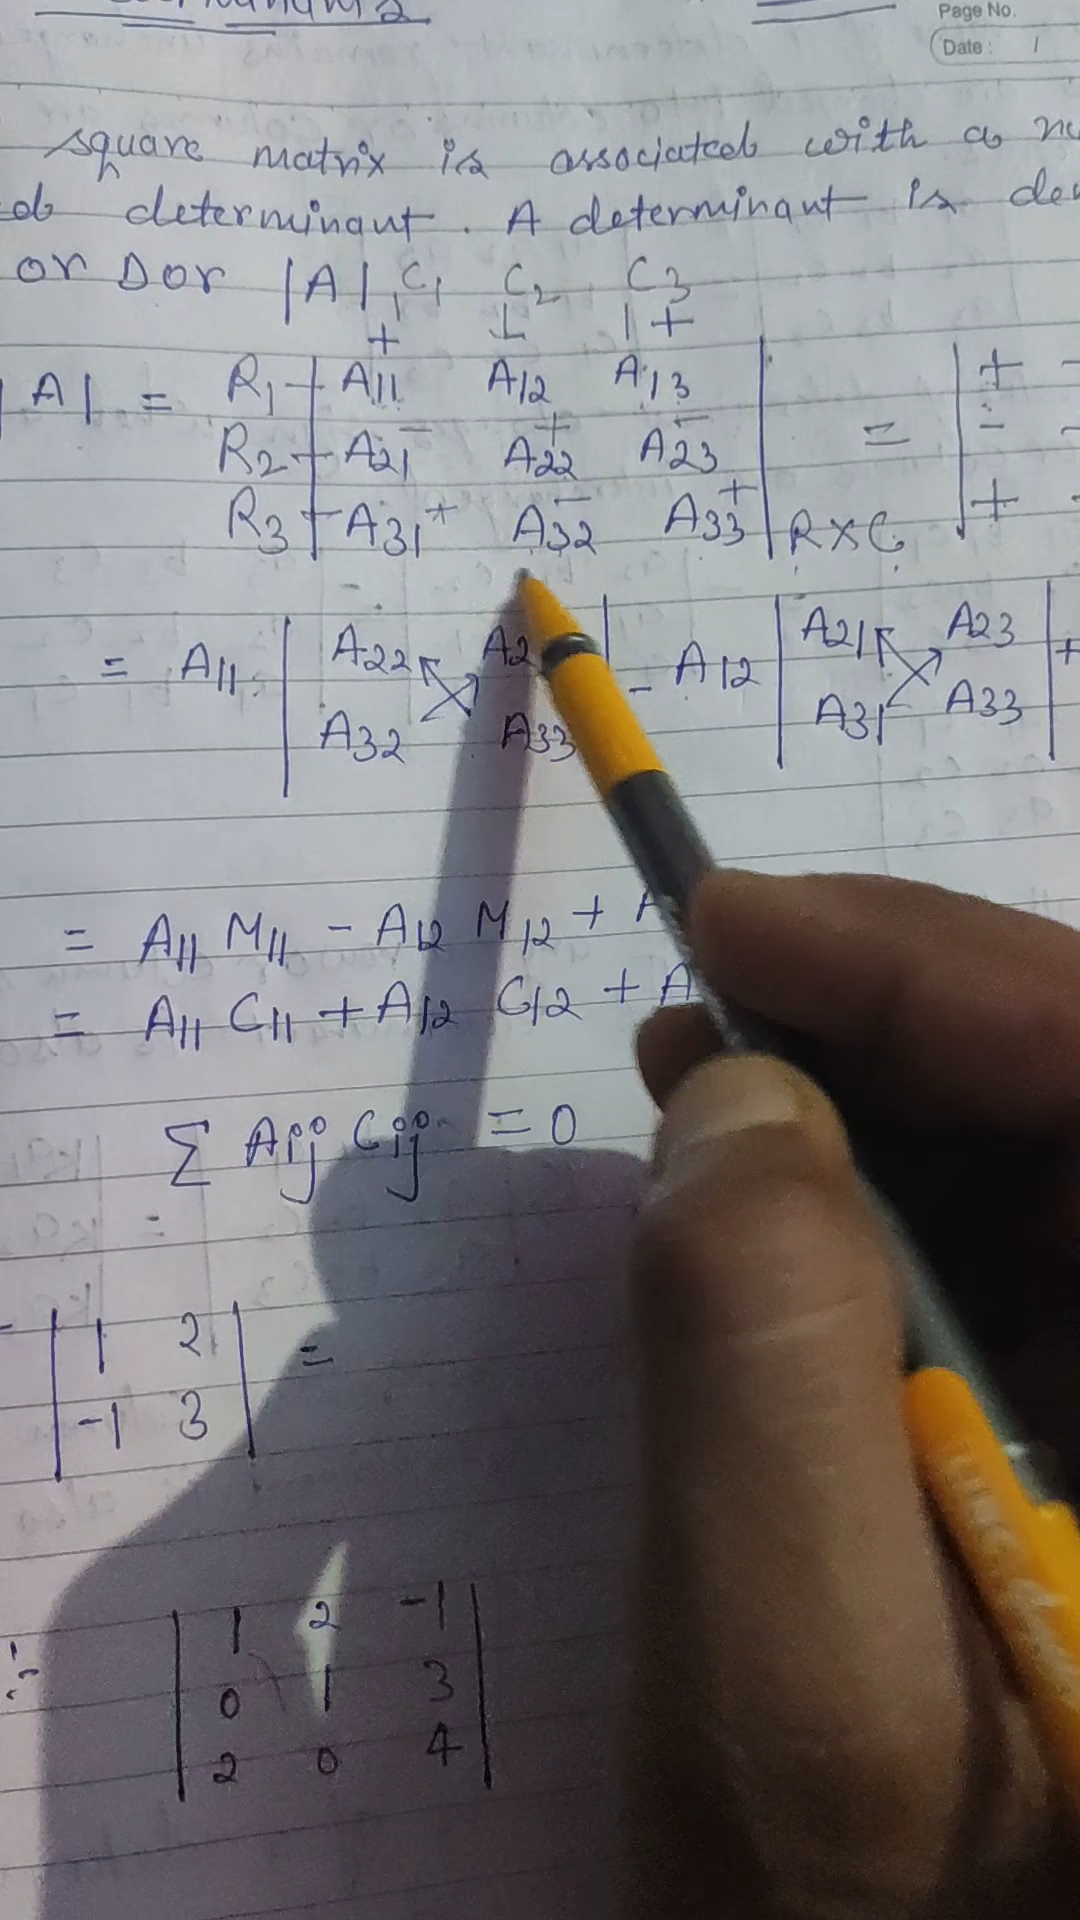 Page No.
Date: /
square matrix is associated with a
determinant. A determinant is
or D or |A| C1 C2 C3
+ - +
|A| = R1 A11 A12 A13 = + -
R2 A21 - A22 + A23 - -
R3 A31 + A32 - A33 + R×C +
= A11 | A22 A2 | - A12 | A21 A23 | +
A32 A33 A31 A33
= A11 M11 - A12 M12 +
= A11 C11 + A12 C12 + A
Σ Aij Cij = 0
=
1 2 =
-1 3
1 2 -1
0 1 3
2 0 4